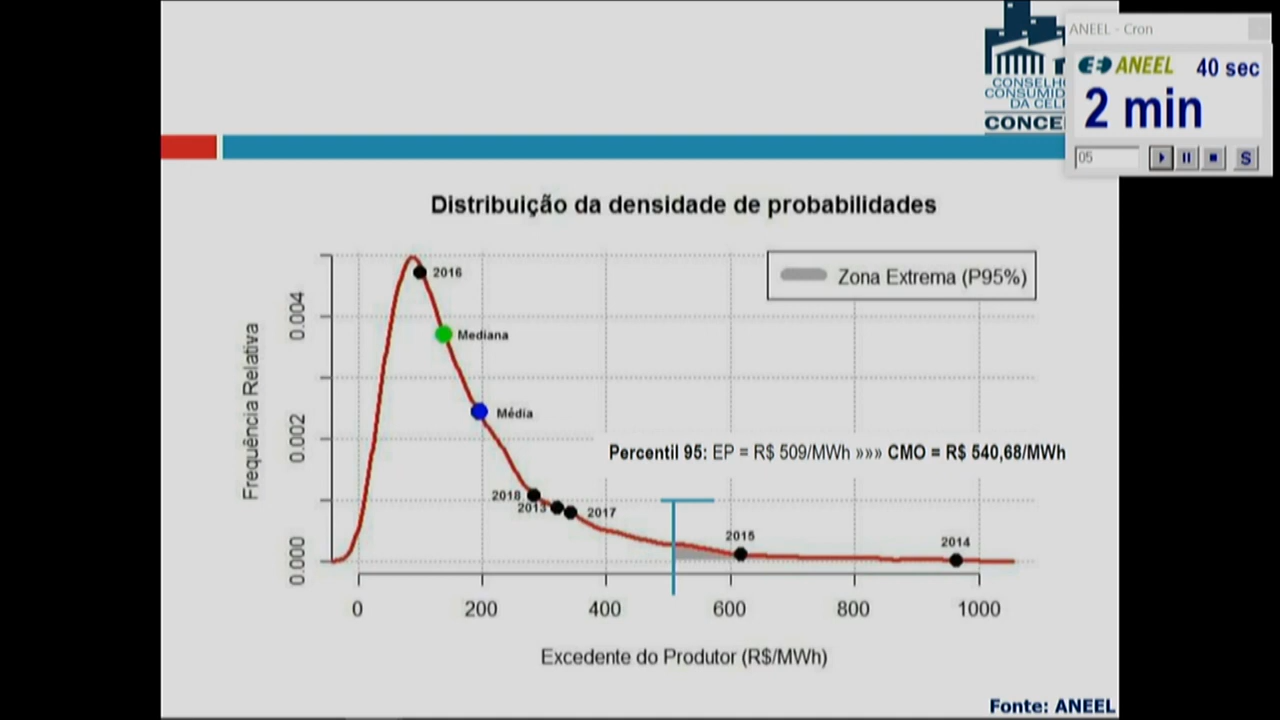 CONSELH
CONSUMID
DA CEL
CONCE
ANEEL - Cron
ANEEL 40 sec
2 min
05
S
Distribuição da densidade de probabilidades
Zona Extrema (P95%)
2016
Mediana
Média
Percentil 95: EP = R$ 509/MWh »»» CMO = R$ 540,68/MWh
2018
2013
2017
2015
2014
Frequência Relativa
0.004
0.002
0.000
0 200 400 600 800 1000
Excedente do Produtor (R$/MWh)
Fonte: ANEEL